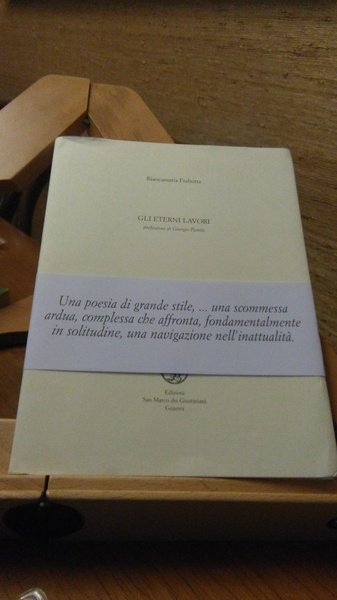 Biancamaria Frabotta
GLI ETERNI LAVORI
prefazione di Giorgio Patrizi
Una poesia di grande stile, ... una scommessa
ardua, complessa che affronta, fondamentalmente
in solitudine, una navigazione nell'inattualità.
Edizioni
San Marco dei Giustiniani
Genova